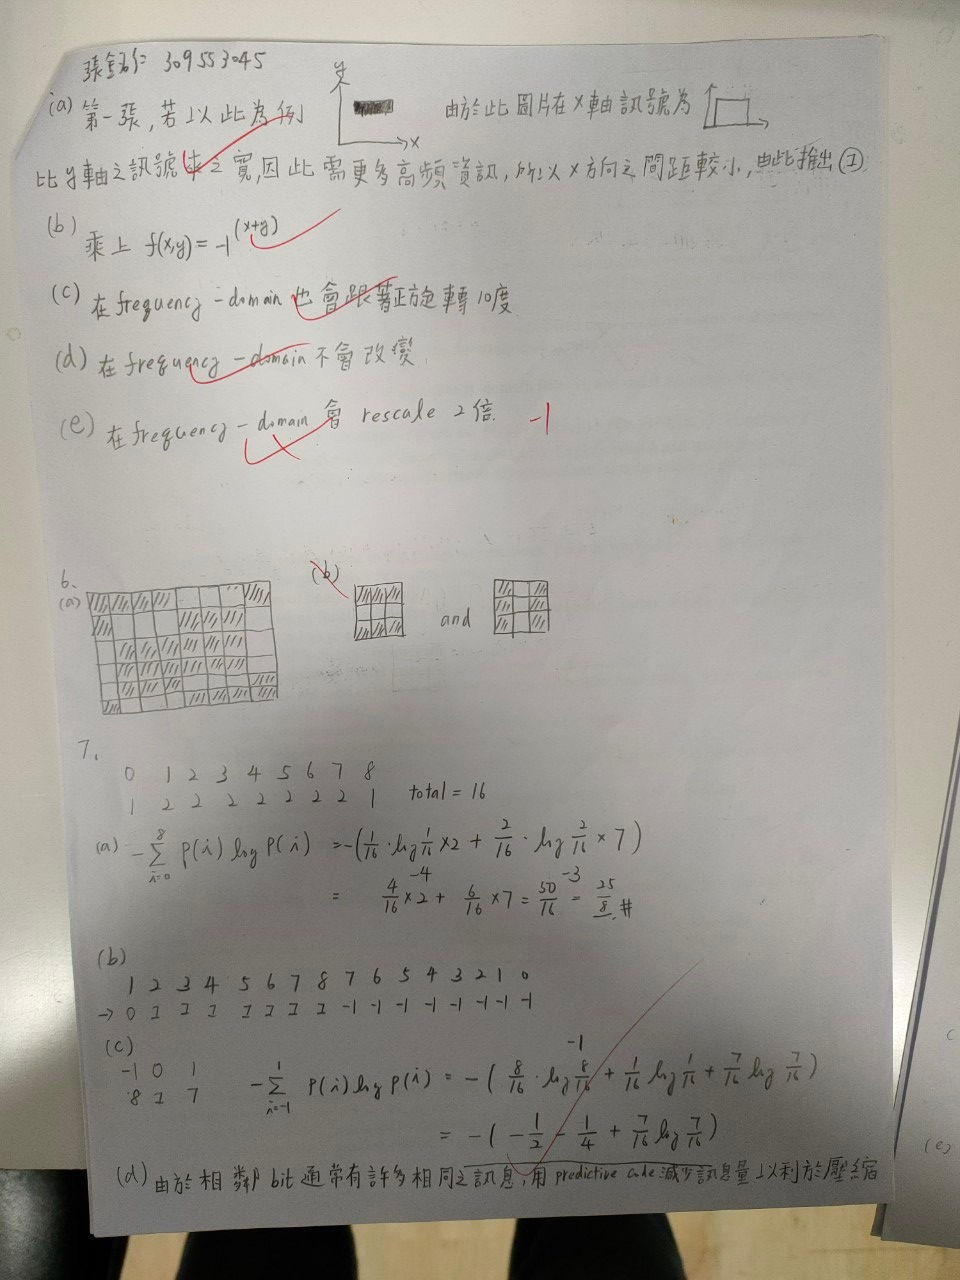 309553045
(a) 第一張,若以此為例 y x 由於此圖片在 x 軸訊號為
比 y 軸之訊號來之寬,因此需更多高頻資訊,所以 x 方向之間距較小,由此推出①
(b) 乘上 f(x,y) = -1^(x+y)
(c) 在 frequency-domain 也會跟著正旋轉 10度
(d) 在 frequency-domain 不會改變.
(e) 在 frequency-domain 會 rescale 2 倍. -1
6.
(a) (b) and
7.
0 1 2 3 4 5 6 7 8
1 2 2 2 2 2 2 2 1 total = 16
(a) -∑_{i=0}^{8} P(i) log P(i) = -(1/16 · log 1/16 × 2 + 2/16 · log 2/16 × 7)
-4 -3
= 4/16 × 2 + 6/16 × 7 = 50/16 = 25/8 #
(b)
1 2 3 4 5 6 7 8 7 6 5 4 3 2 1 0
→ 0 1 1 1 1 1 1 1 -1 -1 -1 -1 -1 -1 -1 -1
(c)
-1 0 1
8 1 7
-∑_{i=-1}^{1} P(i) log P(i) = -(8/16 · log 8/16 + 1/16 log 1/16 + 7/16 log 7/16)
-1
= -(-1/2 - 1/4 + 7/16 log 7/16)
(d) 由於相鄰 bit 通常有許多相同之訊息,用 predictive code 減少訊息量以利於壓縮